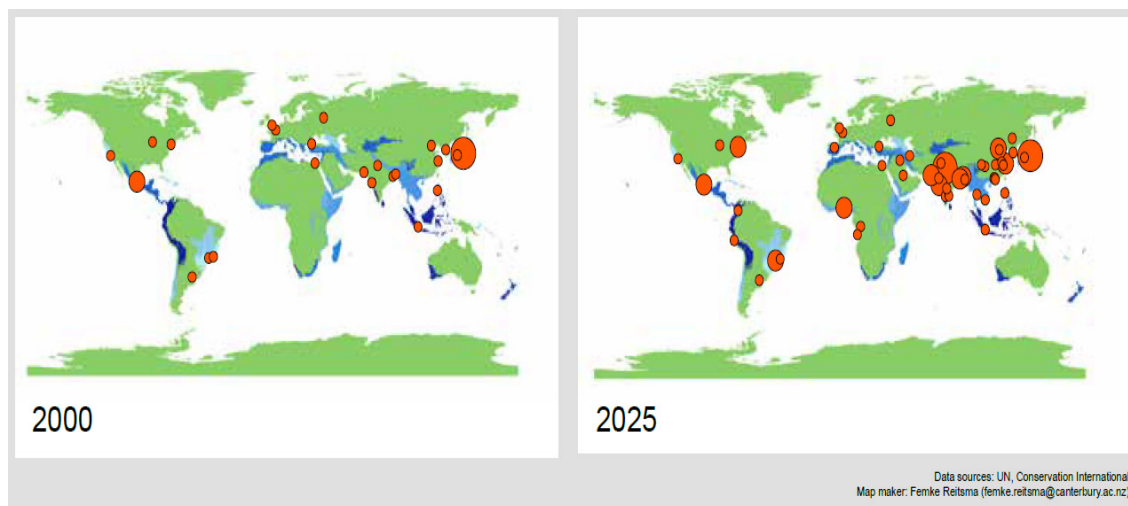 2000
2025
Data sources: UN, Conservation International
Map maker: Femke Reitsma (femke.reitsma@canterbury.ac.nz)